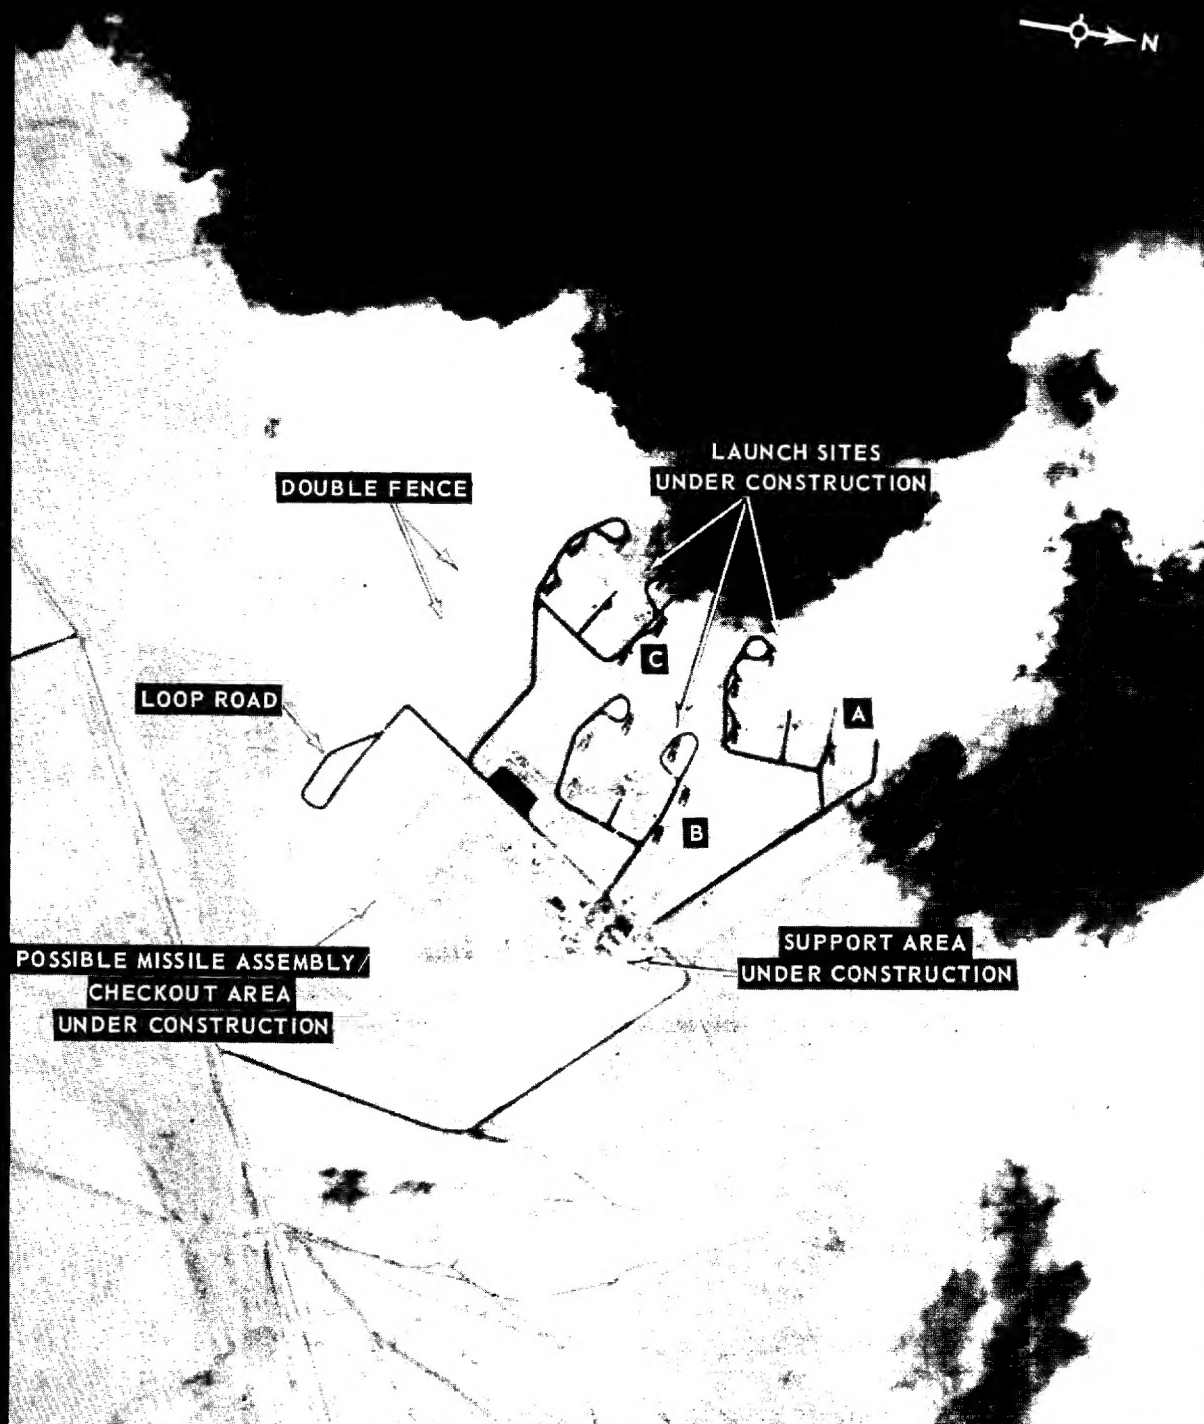 N
LAUNCH SITES
UNDER CONSTRUCTION
DOUBLE FENCE
C
LOOP ROAD
A
B
SUPPORT AREA
UNDER CONSTRUCTION
POSSIBLE MISSILE ASSEMBLY/
CHECKOUT AREA
UNDER CONSTRUCTION